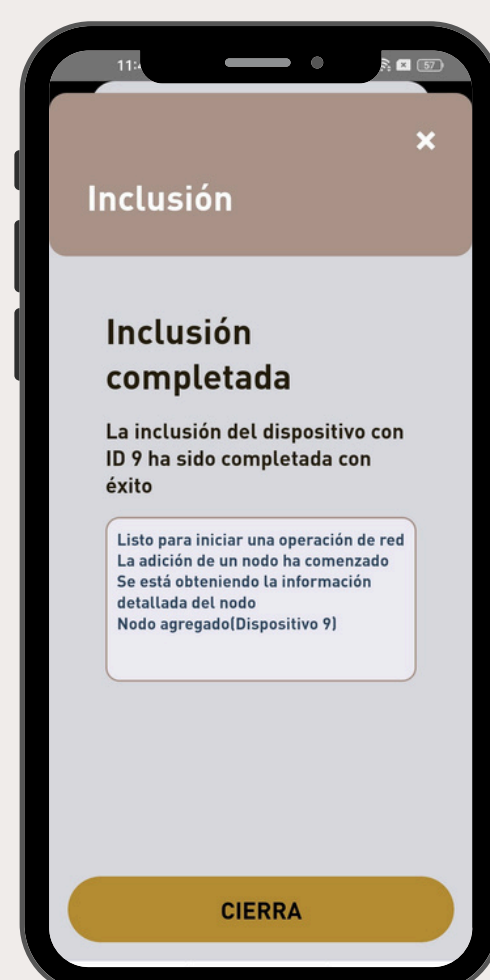 57
Inclusión
Inclusión
completada
La inclusión del dispositivo con
ID 9 ha sido completada con
éxito
Listo para iniciar una operación de red
La adición de un nodo ha comenzado
Se está obteniendo la información
detallada del nodo
Nodo agregado(Dispositivo 9)
CIERRA